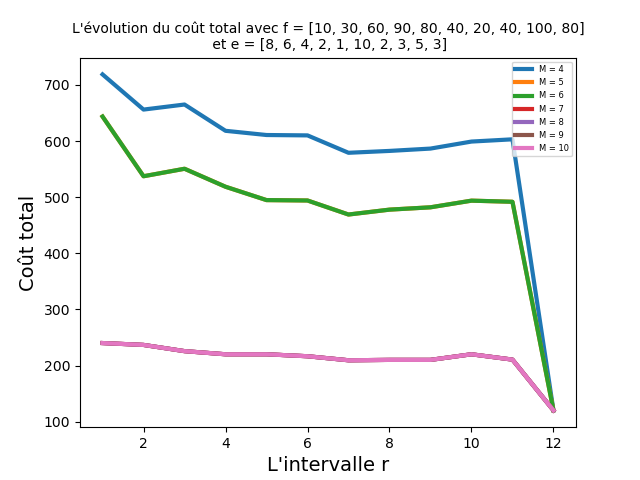 L'évolution du coût total avec f = [10, 30, 60, 90, 80, 40, 20, 40, 100, 80]
et e = [8, 6, 4, 2, 1, 10, 2, 3, 5, 3]
M = 4
M = 5
M = 6
M = 7
M = 8
M = 9
M = 10
Coût total
700
600
500
400
300
200
100
2 4 6 8 10 12
L'intervalle r